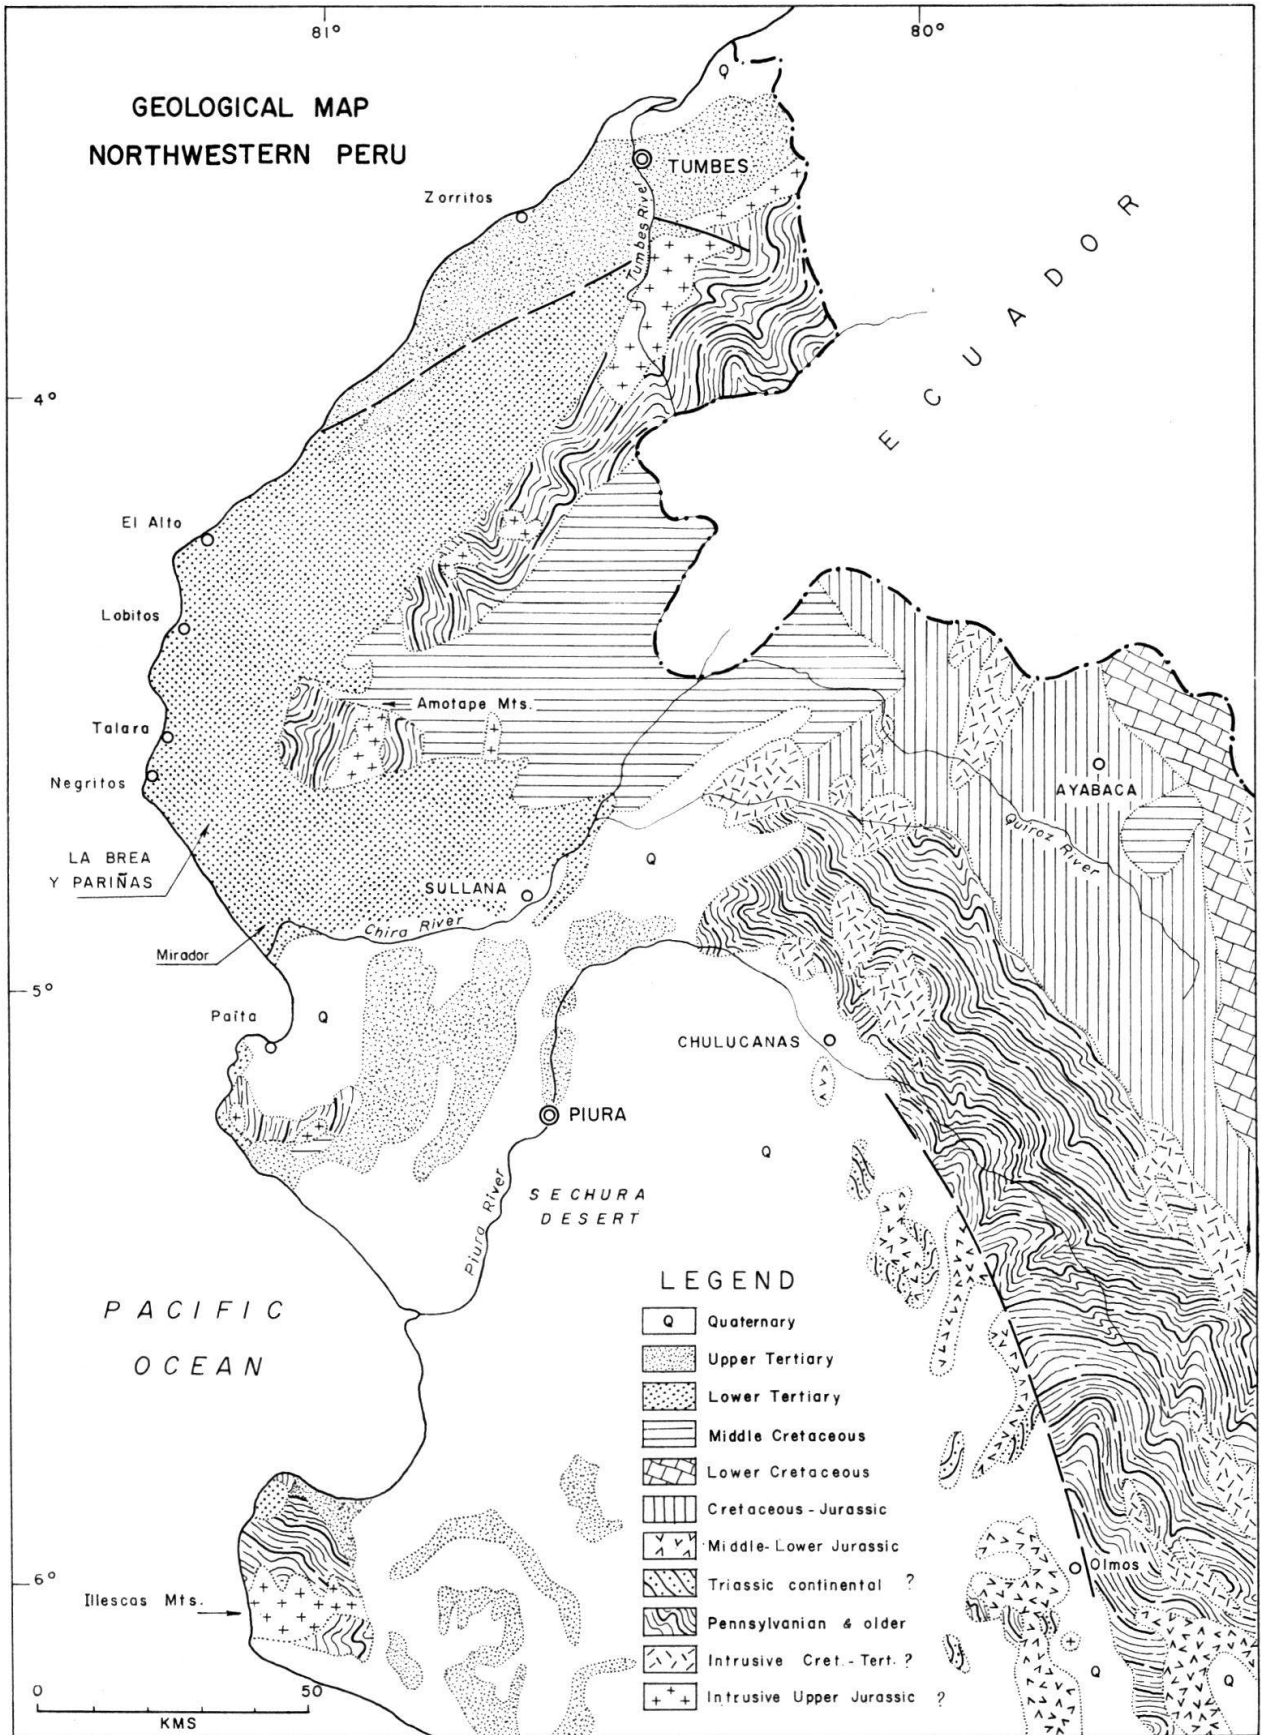 81°
80°
GEOLOGICAL MAP
NORTHWESTERN PERU
Q
TUMBES
Zorritos
Tumbes River
ECUADOR
4°
El Alto
Lobitos
Amotape Mts.
Talara
Negritos
AYABACA
Quiroz River
LA BREA
Y PARIÑAS
Q
SULLANA
Chira River
Mirador
5°
Paíta
Q
CHULUCANAS
PIURA
Q
SECHURA
DESERT
Piura River
PACIFIC
OCEAN
LEGEND
Q Quaternary
Upper Tertiary
Lower Tertiary
Middle Cretaceous
Lower Cretaceous
Cretaceous - Jurassic
Middle-Lower Jurassic
Triassic continental ?
Pennsylvanian & older
Intrusive Cret.-Tert. ?
Intrusive Upper Jurassic ?
Olmos
6°
Illescas Mts.
Q
Q
0 50
KMS